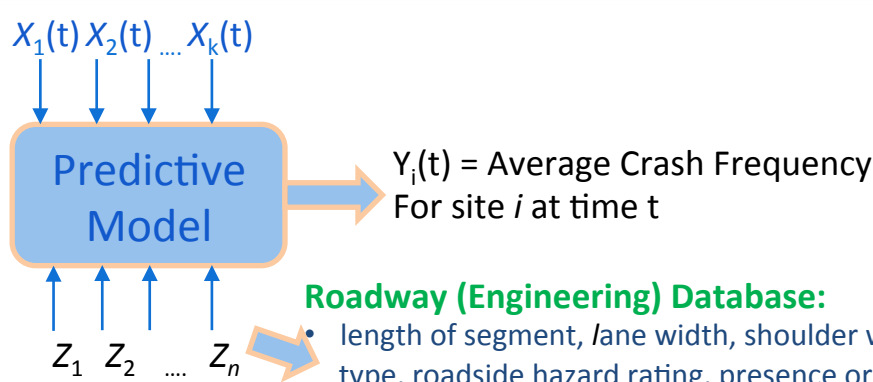 X₁(t) X₂(t) .... Xₖ(t)
Predictive
Model
Yᵢ(t) = Average Crash Frequency
For site i at time t
Roadway (Engineering) Database:
• length of segment, lane width, shoulder
type, roadside hazard rating, presence or
Z₁ Z₂ .... Zₙ